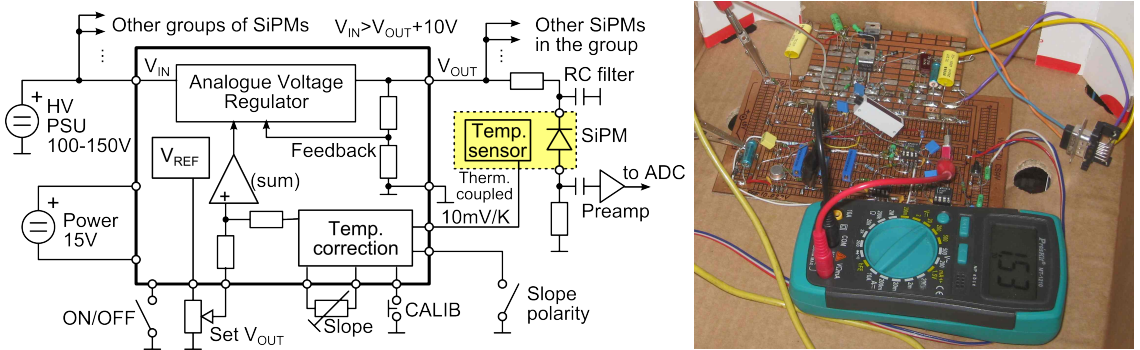 Other groups of SiPMs
V_IN>V_OUT+10V
Other SiPMs
in the group
V_IN
Analogue Voltage
Regulator
V_OUT
RC filter
HV
PSU
100-150V
V_REF
(sum)
Feedback
Temp.
sensor
SiPM
Therm.
coupled
10mV/K
to ADC
Preamp
Power
15V
Temp.
correction
ON/OFF
Set V_OUT
Slope
CALIB
Slope
polarity
COM
153